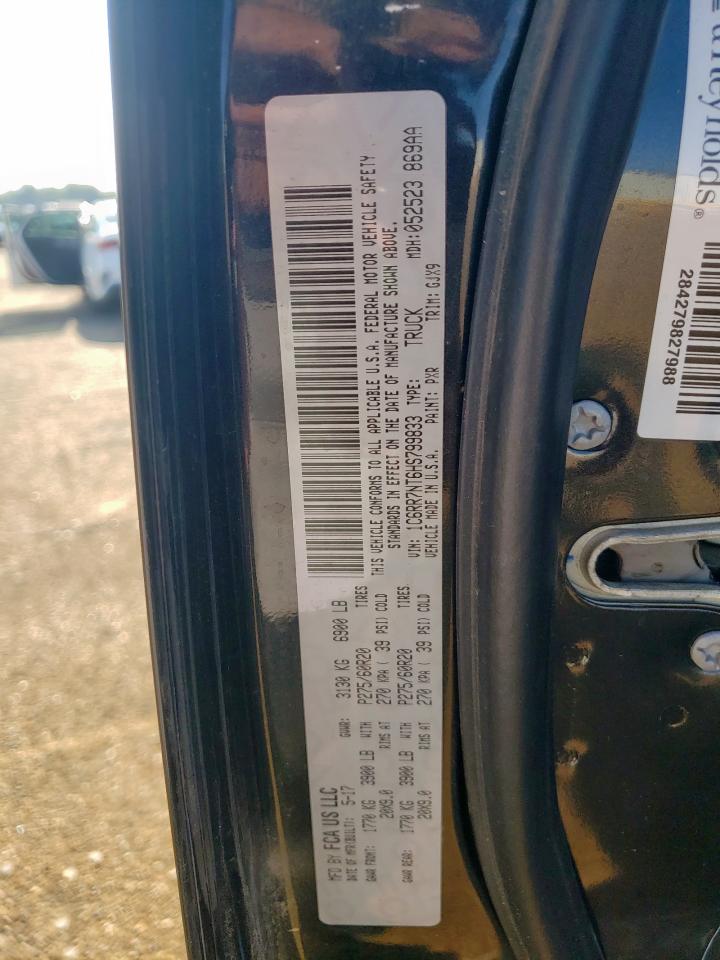 MFD BY: FCA US LLC
DATE OF MFR(BUILT): 5-17 GVWR: 3130 KG 6900 LB
GAWR FRONT: 1770 KG 3900 LB WITH P275/60R20 TIRES
20X9.0 RIMS AT 270 KPA ( 39 PSI) COLD
GAWR REAR: 1770 KG 3900 LB WITH P275/60R20 TIRES
20X9.0 RIMS AT 270 KPA ( 39 PSI) COLD
THIS VEHICLE CONFORMS TO ALL APPLICABLE U.S.A. FEDERAL MOTOR VEHICLE SAFETY
STANDARDS IN EFFECT ON THE DATE OF MANUFACTURE SHOWN ABOVE.
VIN: 1C6RR7NT6HS799833 TYPE: TRUCK MDH:052523 869AA
VEHICLE MADE IN U.S.A. PAINT: PXR TRIM: GJX9
284279827988